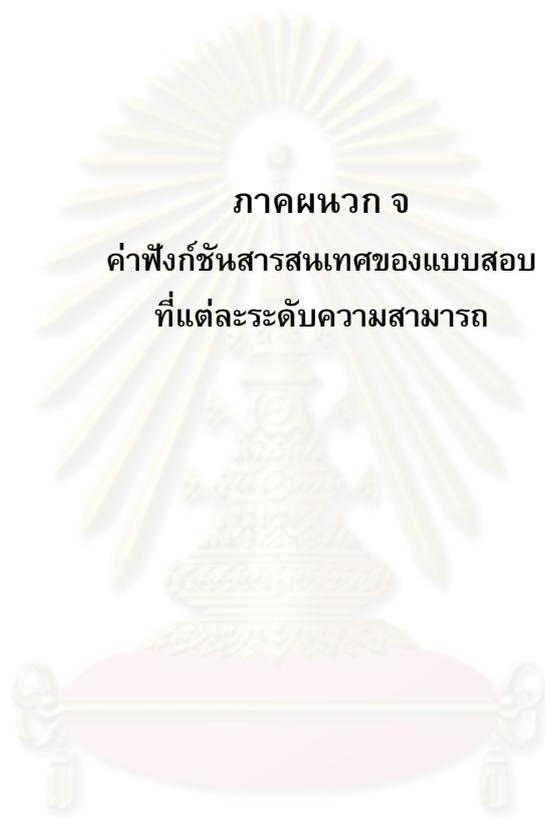 ภาคผนวก จ
ค่าฟังก์ชันสารสนเทศของแบบสอบ
ที่แต่ละระดับความสามารถ